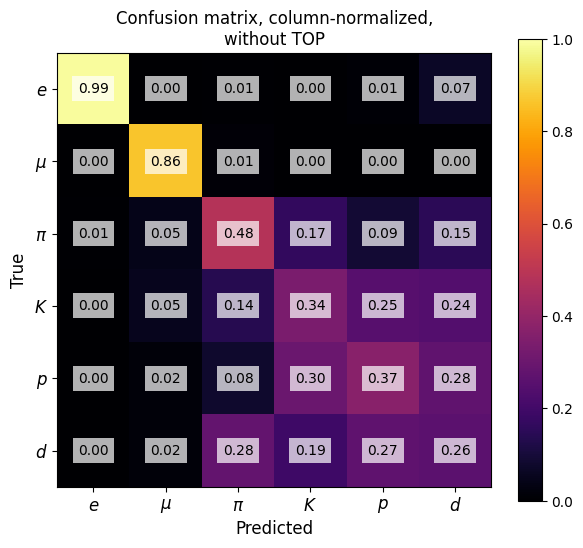 Confusion matrix, column-normalized,
without TOP
e 0.99 0.00 0.01 0.00 0.01 0.07
μ 0.00 0.86 0.01 0.00 0.00 0.00
π 0.01 0.05 0.48 0.17 0.09 0.15
K 0.00 0.05 0.14 0.34 0.25 0.24
p 0.00 0.02 0.08 0.30 0.37 0.28
d 0.00 0.02 0.28 0.19 0.27 0.26
e μ π K p d
Predicted
True
1.0
0.8
0.6
0.4
0.2
0.0